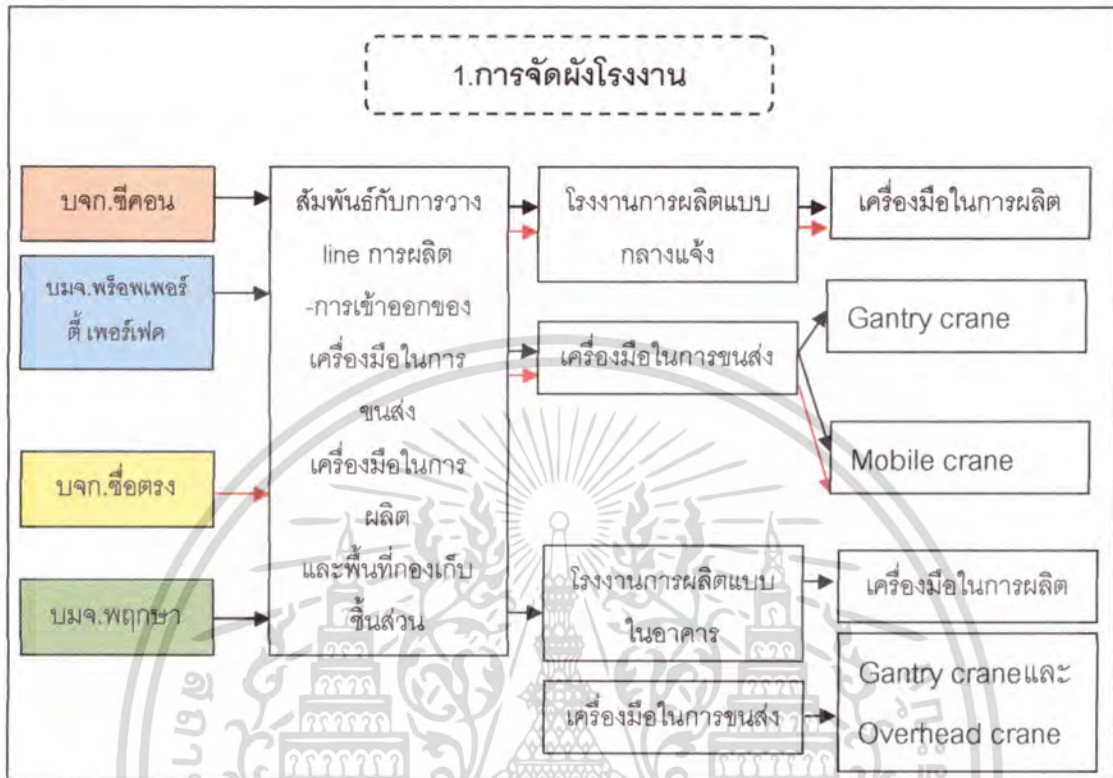 1.การจัดผังโรงงาน
บจก.ซีคอน
บมจ.พร็อพเพอร์
ตี้ เพอร์เฟค
บจก.ซื่อตรง
บมจ.พฤกษา
สัมพันธ์กับการวาง
line การผลิต
-การเข้าออกของ
เครื่องมือในการ
ขนส่ง
เครื่องมือในการ
ผลิต
และพื้นที่กองเก็บ
ชิ้นส่วน
โรงงานการผลิตแบบ
กลางแจ้ง
เครื่องมือในการผลิต
เครื่องมือในการขนส่ง
Gantry crane
Mobile crane
โรงงานการผลิตแบบ
ในอาคาร
เครื่องมือในการผลิต
เครื่องมือในการขนส่ง
Gantry craneและ
Overhead crane